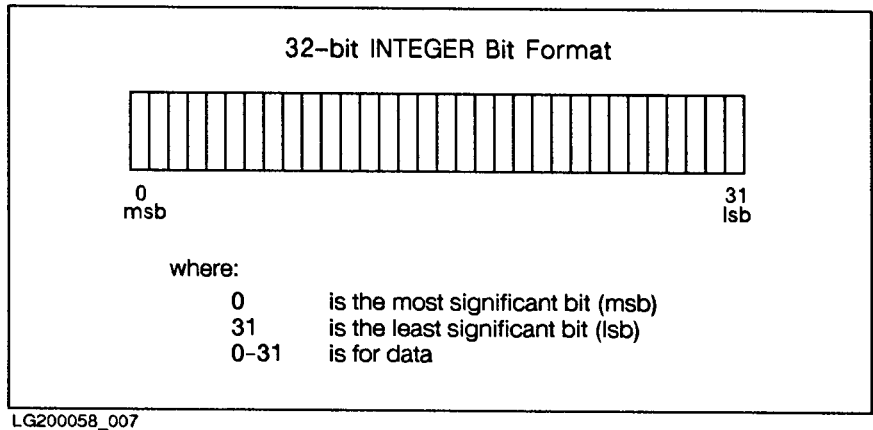 32-bit INTEGER Bit Format
0 31
msb lsb
where:
0 is the most significant bit (msb)
31 is the least significant bit (lsb)
0-31 is for data
LG200058_007